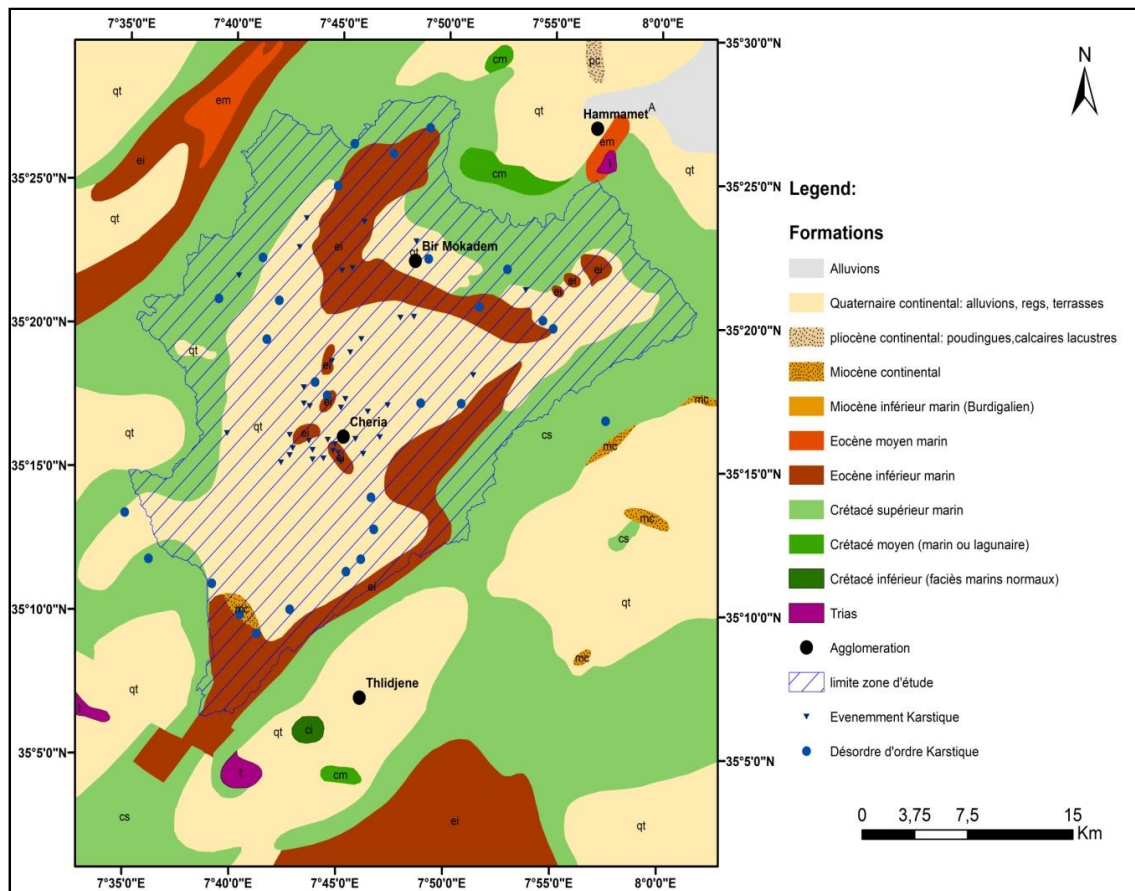 7°35'0"E 7°40'0"E 7°45'0"E 7°50'0"E 7°55'0"E 8°0'0"E
35°30'0"N
35°25'0"N 35°25'0"N
35°20'0"N 35°20'0"N
35°15'0"N 35°15'0"N
35°10'0"N 35°10'0"N
35°5'0"N 35°5'0"N
7°35'0"E 7°40'0"E 7°45'0"E 7°50'0"E 7°55'0"E 8°0'0"E
N
cm
pc
qt
em
qt
A
Hammamet
em
t
ei
cm
qt
qt
ei
qt
Bir Mokadem
ei
ei
ei
qt
ei
mc
ei
qt
ei
Cheria
qt
cs
mc
ei
mc
cs
mc
ei
qt
mc
qt
Thlidjene
t
qt
ci
t
cm
cs
ei
qt
Legend:
Formations
Alluvions
Quaternaire continental: alluvions, regs, terrasses
pliocène continental: poudingues,calcaires lacustres
Miocène continental
Miocène inférieur marin (Burdigalien)
Eocène moyen marin
Eocène inférieur marin
Crétacé supérieur marin
Crétacé moyen (marin ou lagunaire)
Crétacé inférieur (faciès marins normaux)
Trias
Agglomeration
limite zone d'étude
Evenemment Karstique
Désordre d'ordre Karstique
0 3,75 7,5 15
Km